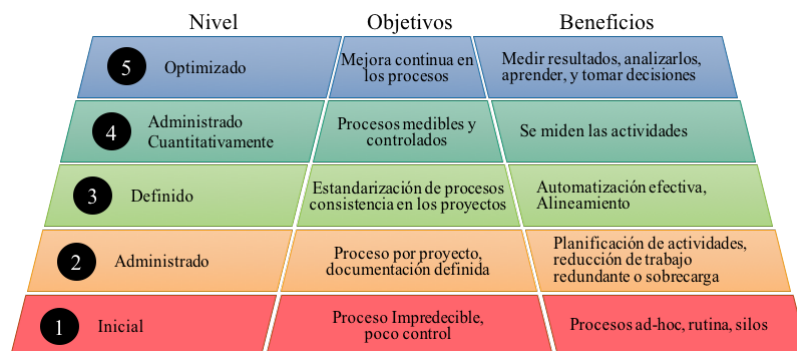 Nivel
Objetivos
Beneficios
5
Optimizado
Mejora continua en
los procesos
Medir resultados, analizarlos,
aprender, y tomar decisiones
4
Administrado
Cuantitativamente
Procesos medibles y
controlados
Se miden las actividades
3
Definido
Estandarización de procesos
consistencia en los proyectos
Automatización efectiva,
Alineamiento
2
Administrado
Proceso por proyecto,
documentación definida
Planificación de actividades,
reducción de trabajo
redundante o sobrecarga
1
Inicial
Proceso Impredecible,
poco control
Procesos ad-hoc, rutina, silos